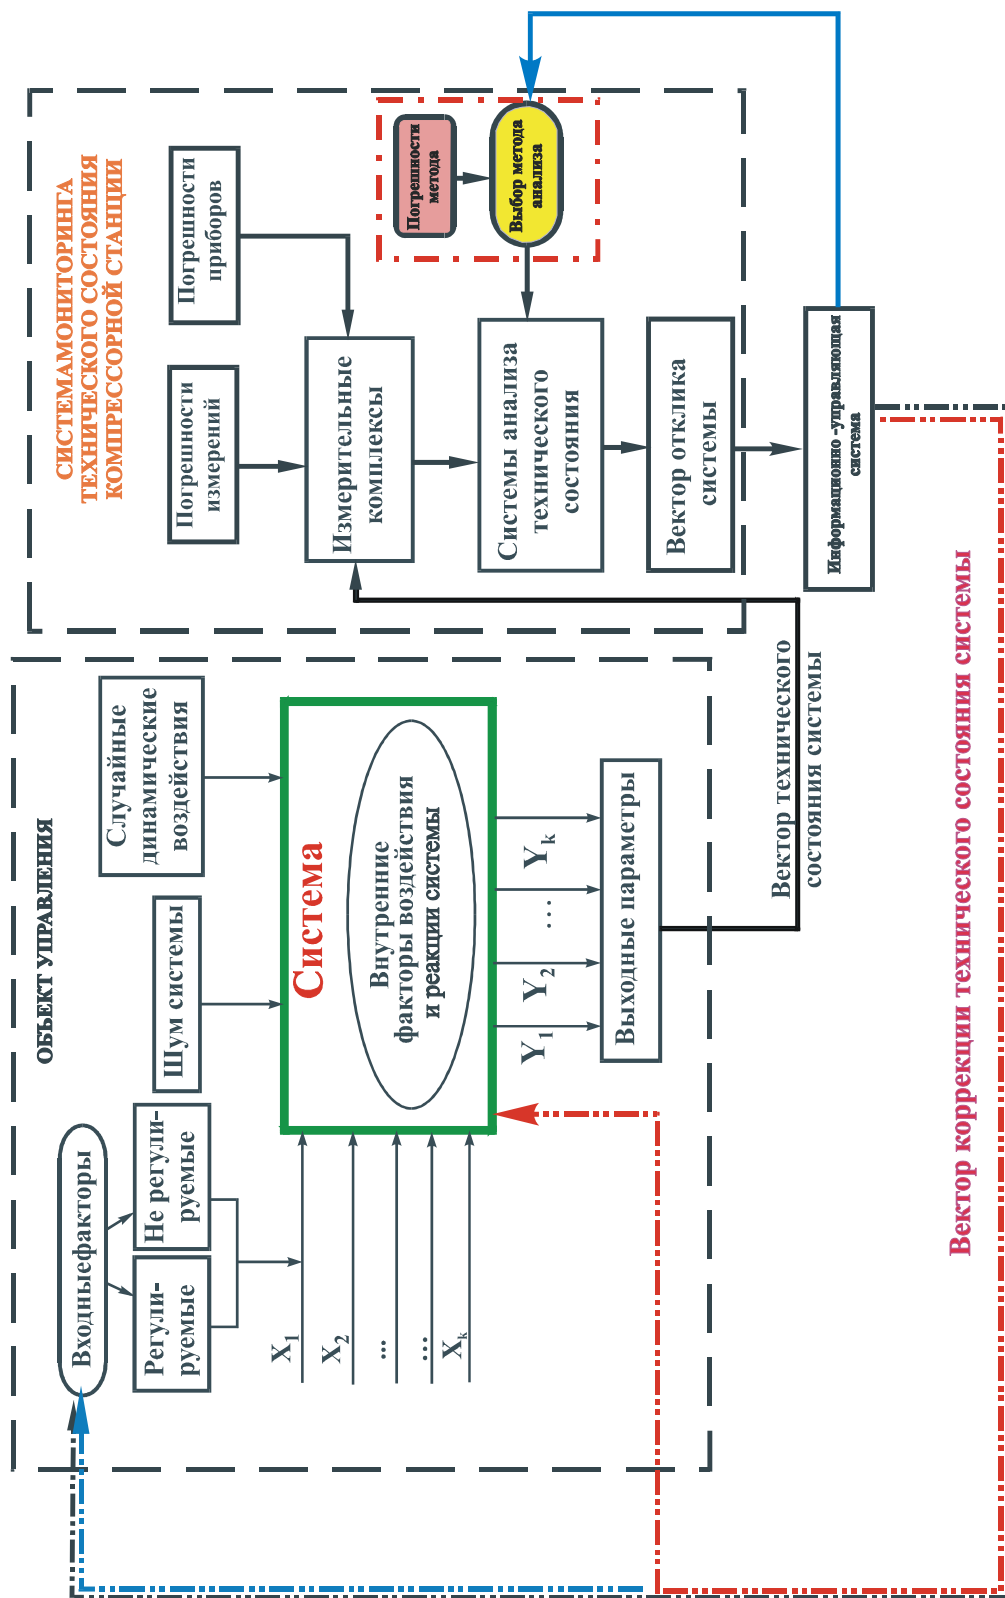 ОБЪЕКТ УПРАВЛЕНИЯ
Входныефакторы
Регули-
руемые
Не регули-
руемые
Шум системы
Случайные
динамические
воздействия
X1
X2
...
...
Xk
Система
Внутренние
факторы воздействия
и реакции системы
Y1
Y2
...
Yk
Выходные параметры
Вектор технического
состояния системы
СИСТЕМАМОНИТОРИНГА
ТЕХНИЧЕСКОГО СОСТОЯНИЯ
КОМПРЕССОРНОЙ СТАНЦИИ
Погрешности
измерений
Погрешности
приборов
Измерительные
комплексы
Погрешности
метода
Выбор метода
анализа
Системы анализа
технического
состояния
Вектор отклика
системы
Информационно -управляющая
система
Вектор коррекции технического состояния системы